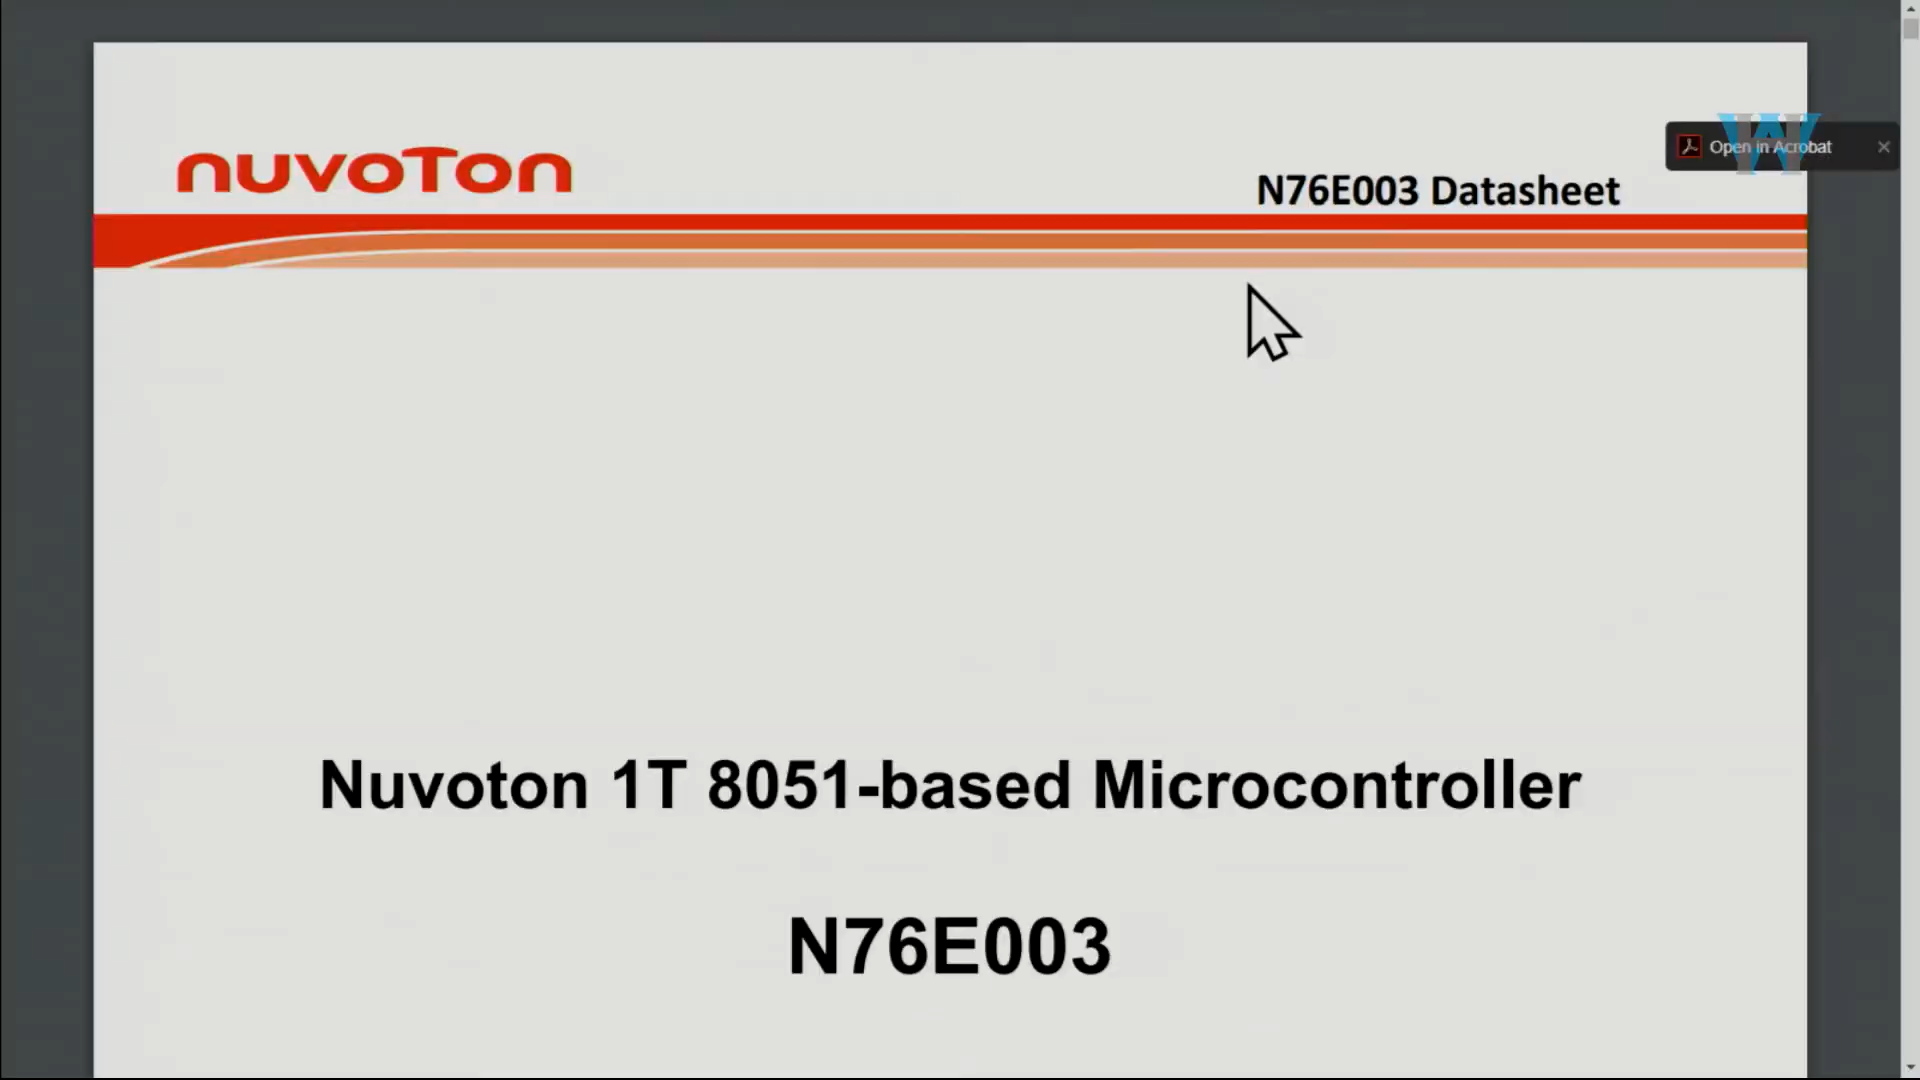 nuvoTon
N76E003 Datasheet
Open in Acrobat
W
Nuvoton 1T 8051-based Microcontroller
N76E003